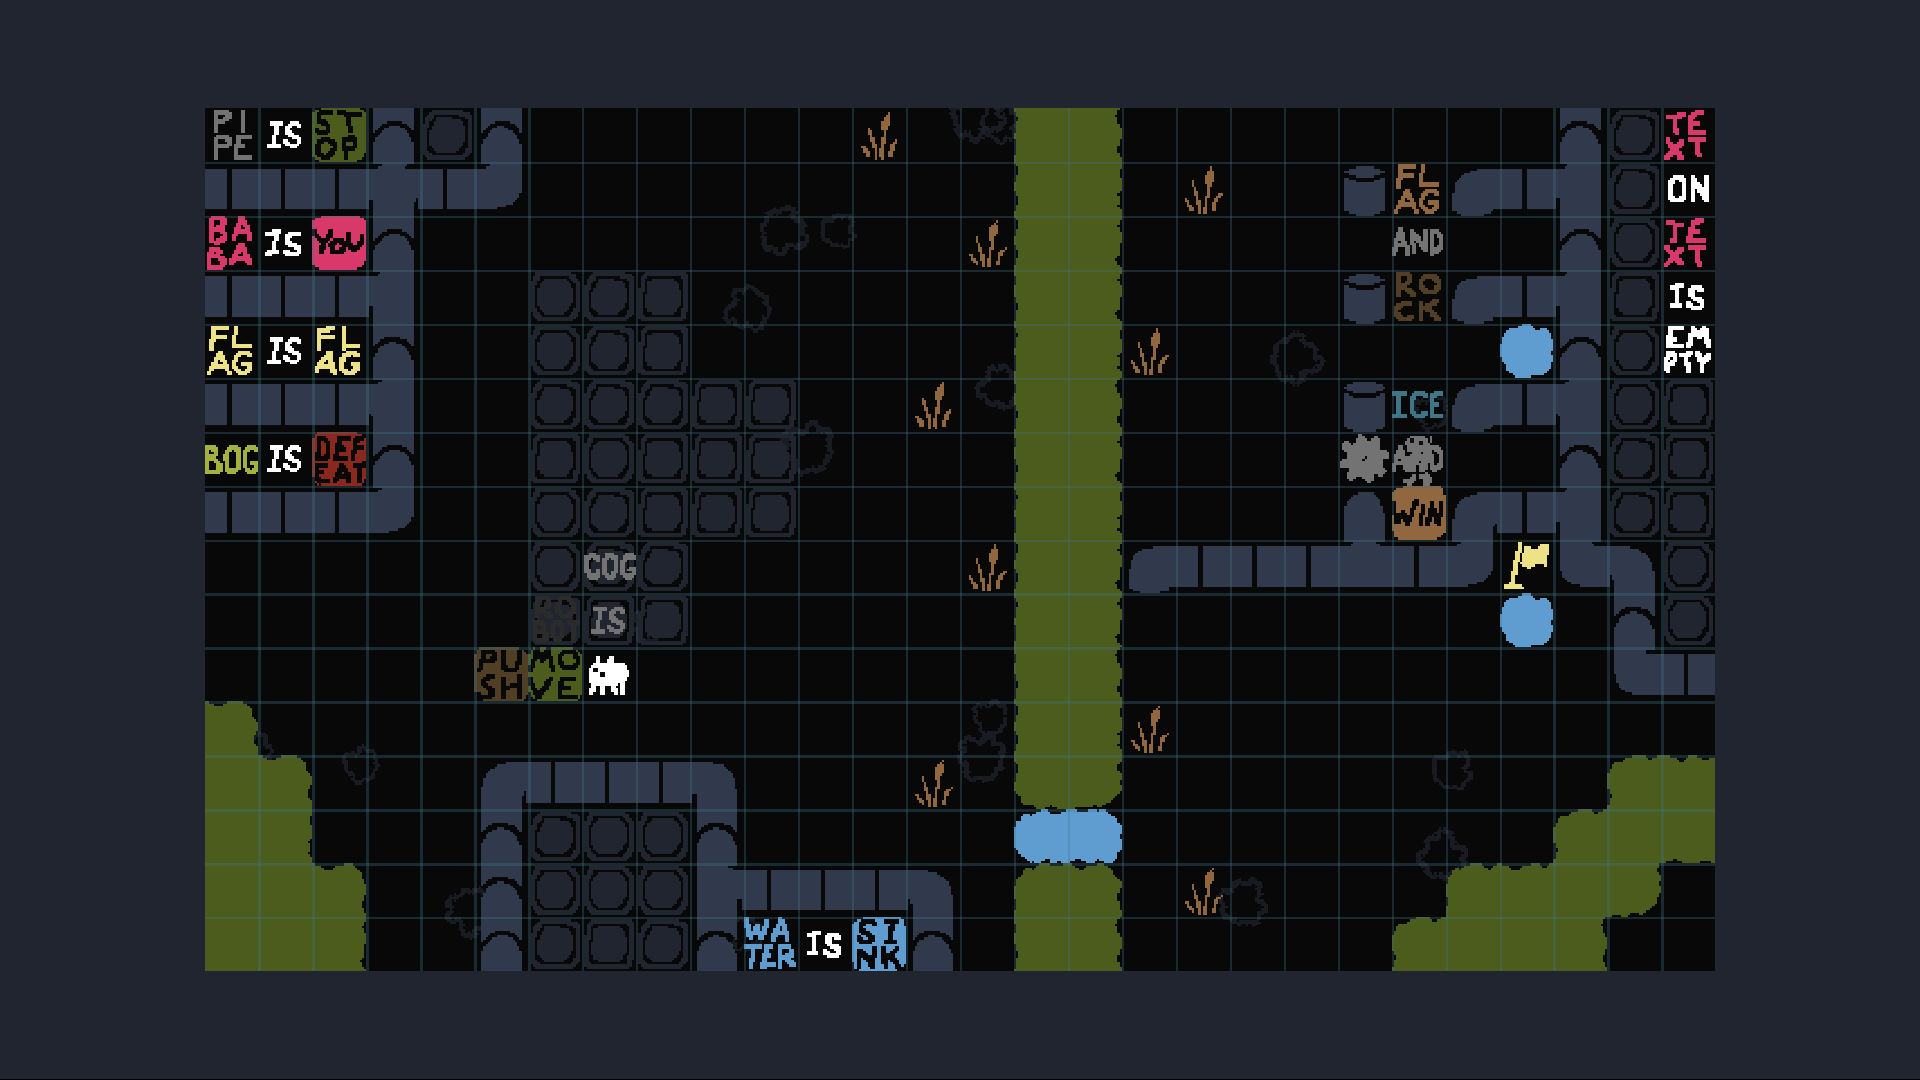 PIPE IS STOP
TEXT
FLAG
ON
BABA IS YOU
AND
TEXT
ROCK
IS
FLAG IS FLAG
EMPTY
ICE
BOG IS DEFEAT
AND
WIN
COG
ROBOT IS
PUSH MOVE
WATER IS SINK